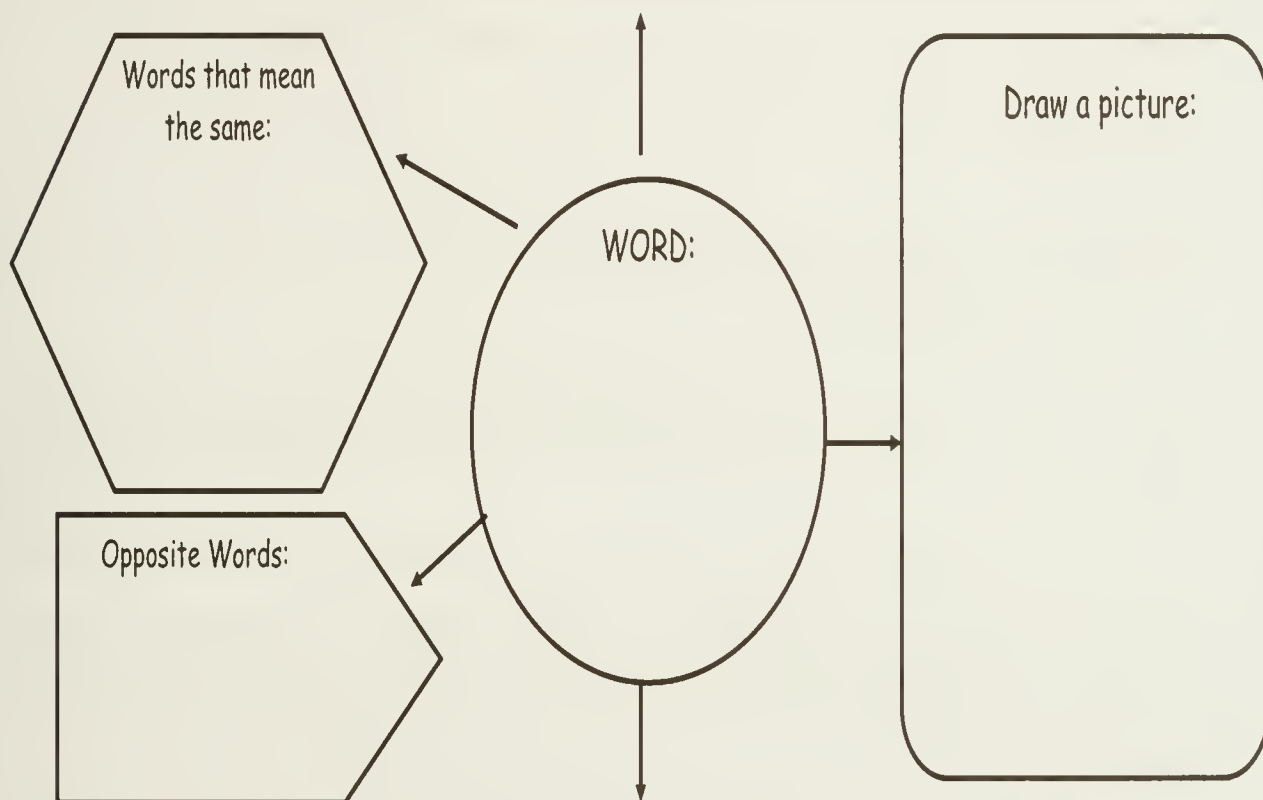 Words that mean
the same:
WORD:
Draw a picture:
Opposite Words: